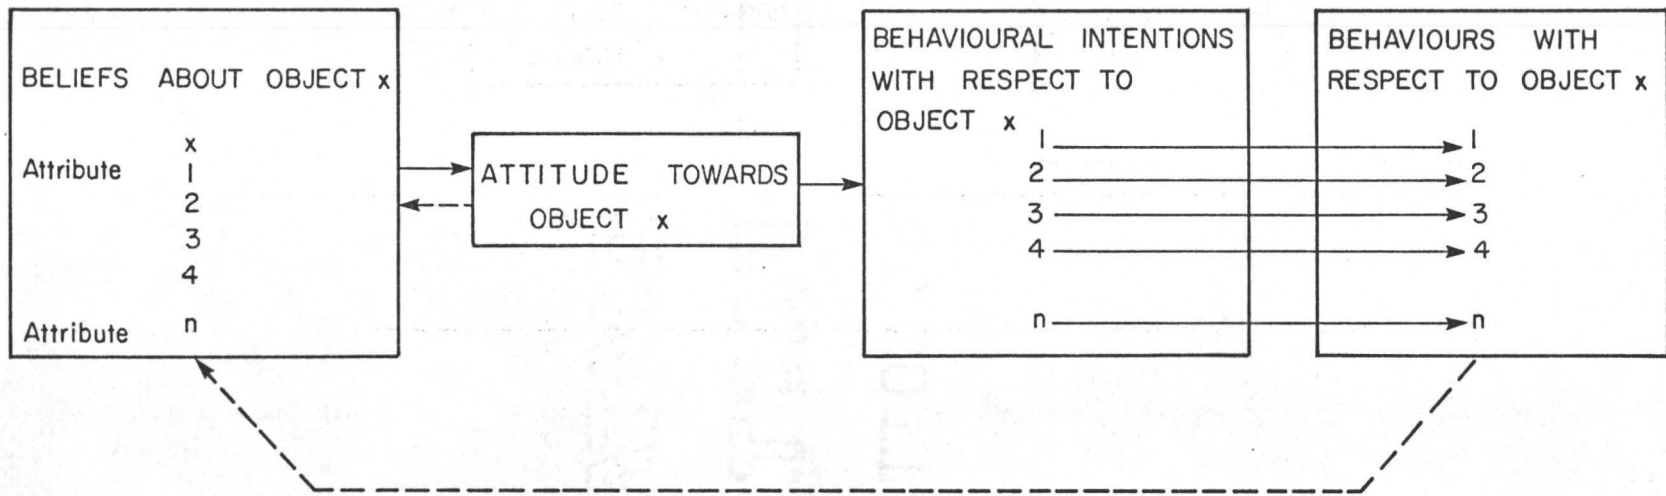 BELIEFS ABOUT OBJECT x
x
Attribute 1
2
3
4
Attribute n
ATTITUDE TOWARDS
OBJECT x
BEHAVIOURAL INTENTIONS
WITH RESPECT TO
OBJECT x
1
2
3
4
n
BEHAVIOURS WITH
RESPECT TO OBJECT x
1
2
3
4
n